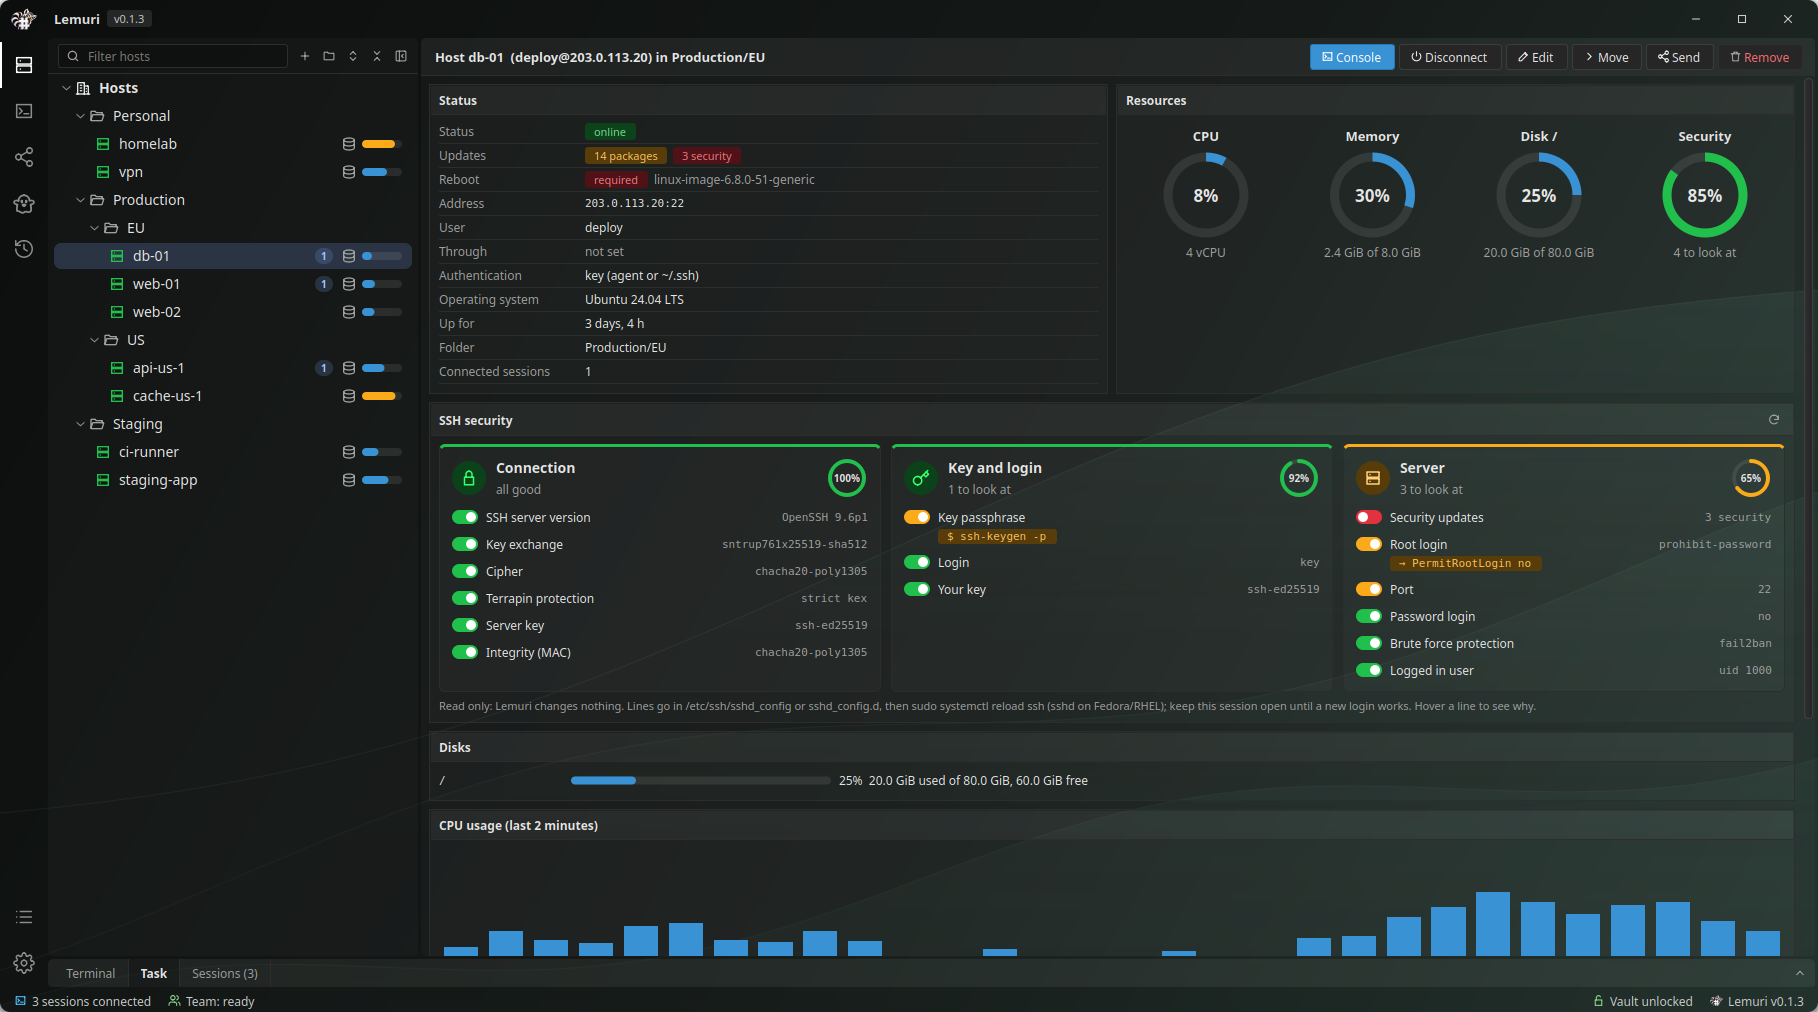 Lemuri v0.1.3
Filter hosts
Hosts
Personal
homelab
vpn
Production
EU
db-01 1
web-01 1
web-02
US
api-us-1 1
cache-us-1
Staging
ci-runner
staging-app
Host db-01 (deploy@203.0.113.20) in Production/EU
Console Disconnect Edit Move Send Remove
Status
Status online
Updates 14 packages 3 security
Reboot required linux-image-6.8.0-51-generic
Address 203.0.113.20:22
User deploy
Through not set
Authentication key (agent or ~/.ssh)
Operating system Ubuntu 24.04 LTS
Up for 3 days, 4 h
Folder Production/EU
Connected sessions 1
Resources
CPU Memory Disk / Security
8% 30% 25% 85%
4 vCPU 2.4 GiB of 8.0 GiB 20.0 GiB of 80.0 GiB 4 to look at
SSH security
Connection
all good
100%
SSH server version OpenSSH 9.6p1
Key exchange sntrup761x25519-sha512
Cipher chacha20-poly1305
Terrapin protection strict kex
Server key ssh-ed25519
Integrity (MAC) chacha20-poly1305
Key and login
1 to look at
92%
Key passphrase
$ ssh-keygen -p
Login key
Your key ssh-ed25519
Server
3 to look at
65%
Security updates 3 security
Root login prohibit-password
→ PermitRootLogin no
Port 22
Password login no
Brute force protection fail2ban
Logged in user uid 1000
Read only: Lemuri changes nothing. Lines go in /etc/ssh/sshd_config or sshd_config.d, then sudo systemctl reload ssh (sshd on Fedora/RHEL); keep this session open until a new login works. Hover a line to see why.
Disks
/ 25% 20.0 GiB used of 80.0 GiB, 60.0 GiB free
CPU usage (last 2 minutes)
Terminal Task Sessions (3)
3 sessions connected Team: ready Vault unlocked Lemuri v0.1.3